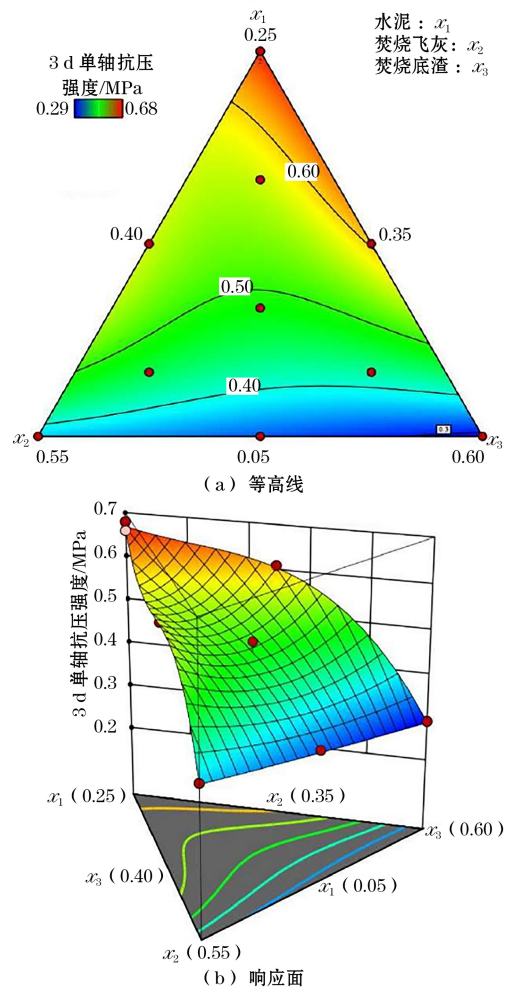 x₁
0.25
水泥：x₁
焚烧飞灰：x₂
焚烧底渣：x₃
3 d 单轴抗压
强度/MPa
0.29 0.68
0.60
0.40 0.35
0.50
0.40
0.3
x₂ x₃
0.55 0.05 0.60
（a）等高线
0.7
0.6
0.5
0.4
0.3
0.2
3 d 单轴抗压强度/MPa
x₁（0.25） x₂（0.35）
x₃（0.60）
x₃（0.40）
x₁（0.05）
x₂（0.55）
（b）响应面